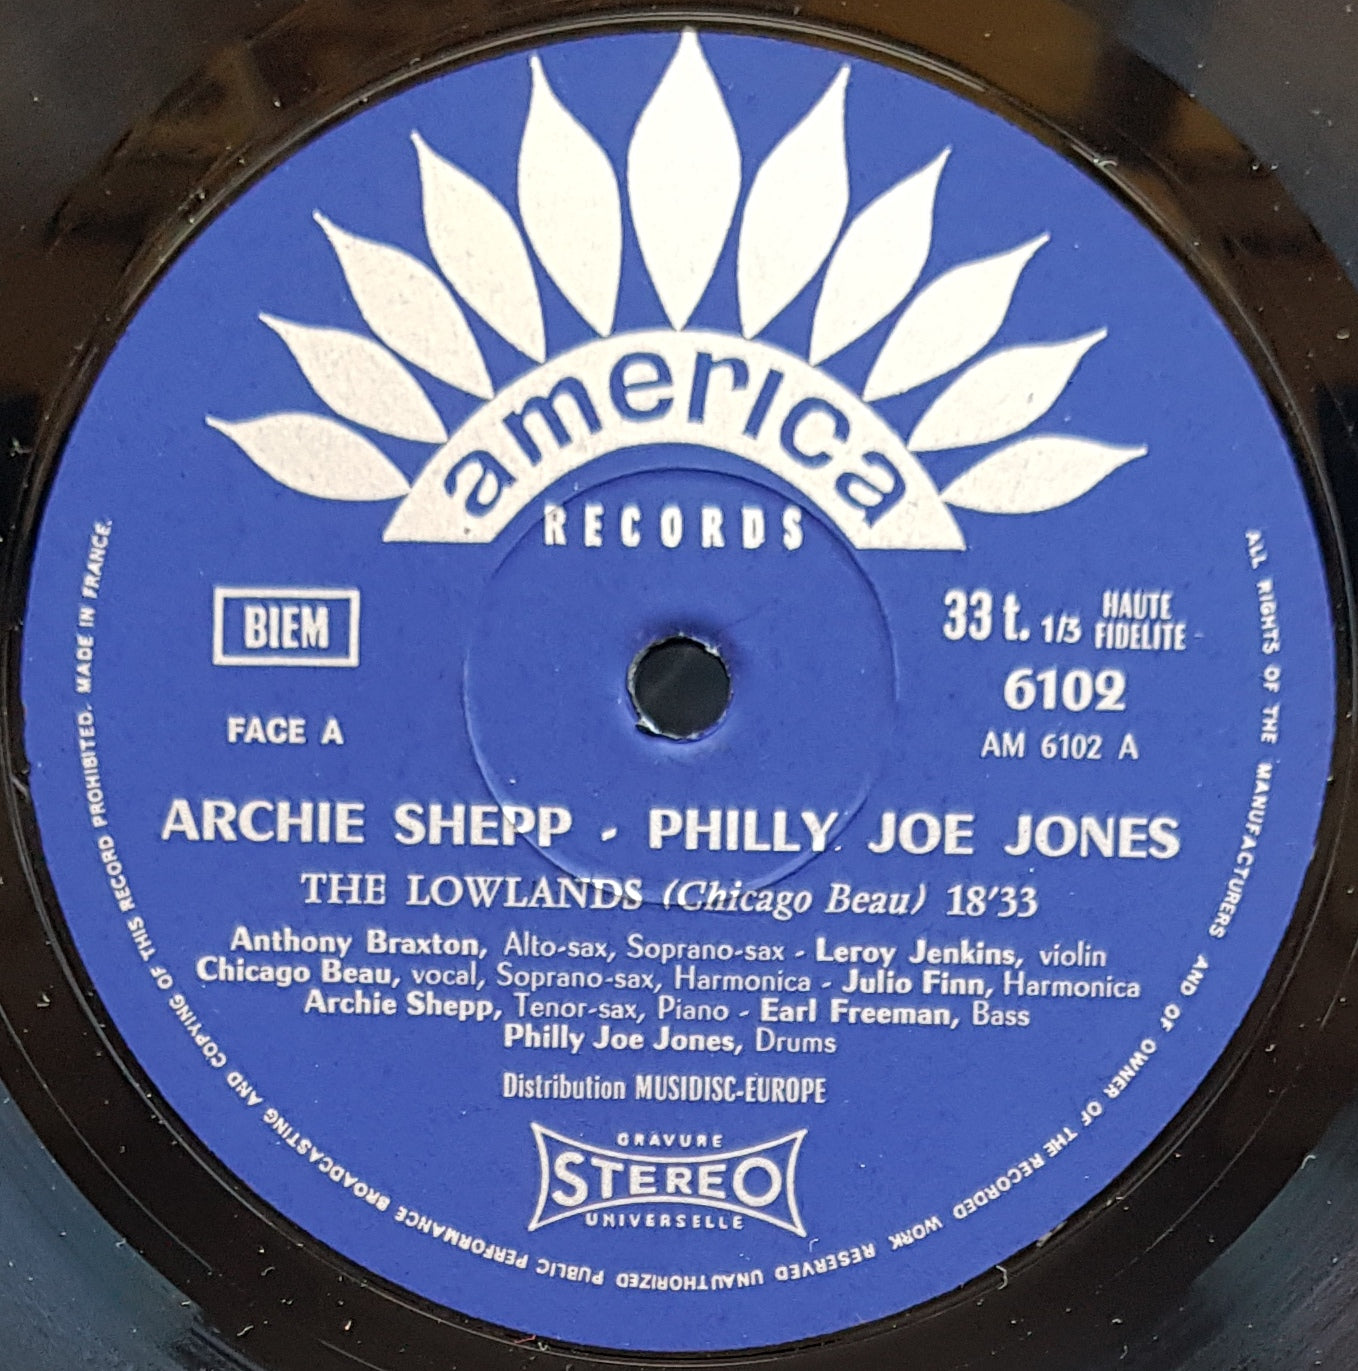 america
RECORDS
BIEM
33 t. 1/3 HAUTE FIDELITE
6102
FACE A
AM 6102 A
ARCHIE SHEPP - PHILLY JOE JONES
THE LOWLANDS (Chicago Beau) 18'33
Anthony Braxton, Alto-sax, Soprano-sax - Leroy Jenkins, violin
Chicago Beau, vocal, Soprano-sax, Harmonica - Julio Finn, Harmonica
Archie Shepp, Tenor-sax, Piano - Earl Freeman, Bass
Philly Joe Jones, Drums
Distribution MUSIDISC-EUROPE
GRAVURE
STEREO
UNIVERSELLE
ALL RIGHTS OF THE MANUFACTURERS AND OF OWNER OF THE RECORDED WORK RESERVED UNAUTHORIZED PUBLIC PERFORMANCE BROADCASTING AND COPYING OF THIS RECORD PROHIBITED. MADE IN FRANCE.